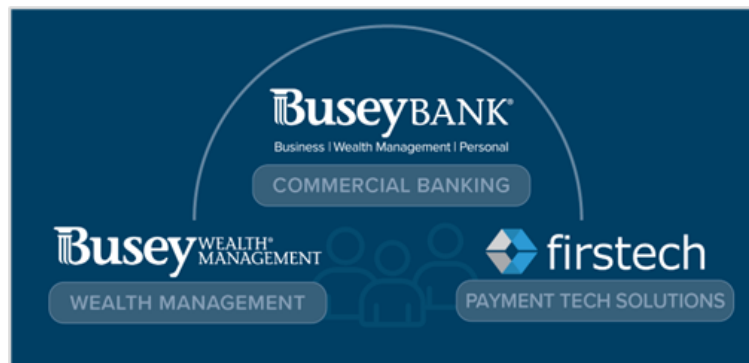 BuseyBANK®
Business | Wealth Management | Personal
COMMERCIAL BANKING
Busey WEALTH®
MANAGEMENT
WEALTH MANAGEMENT
firstech
PAYMENT TECH SOLUTIONS